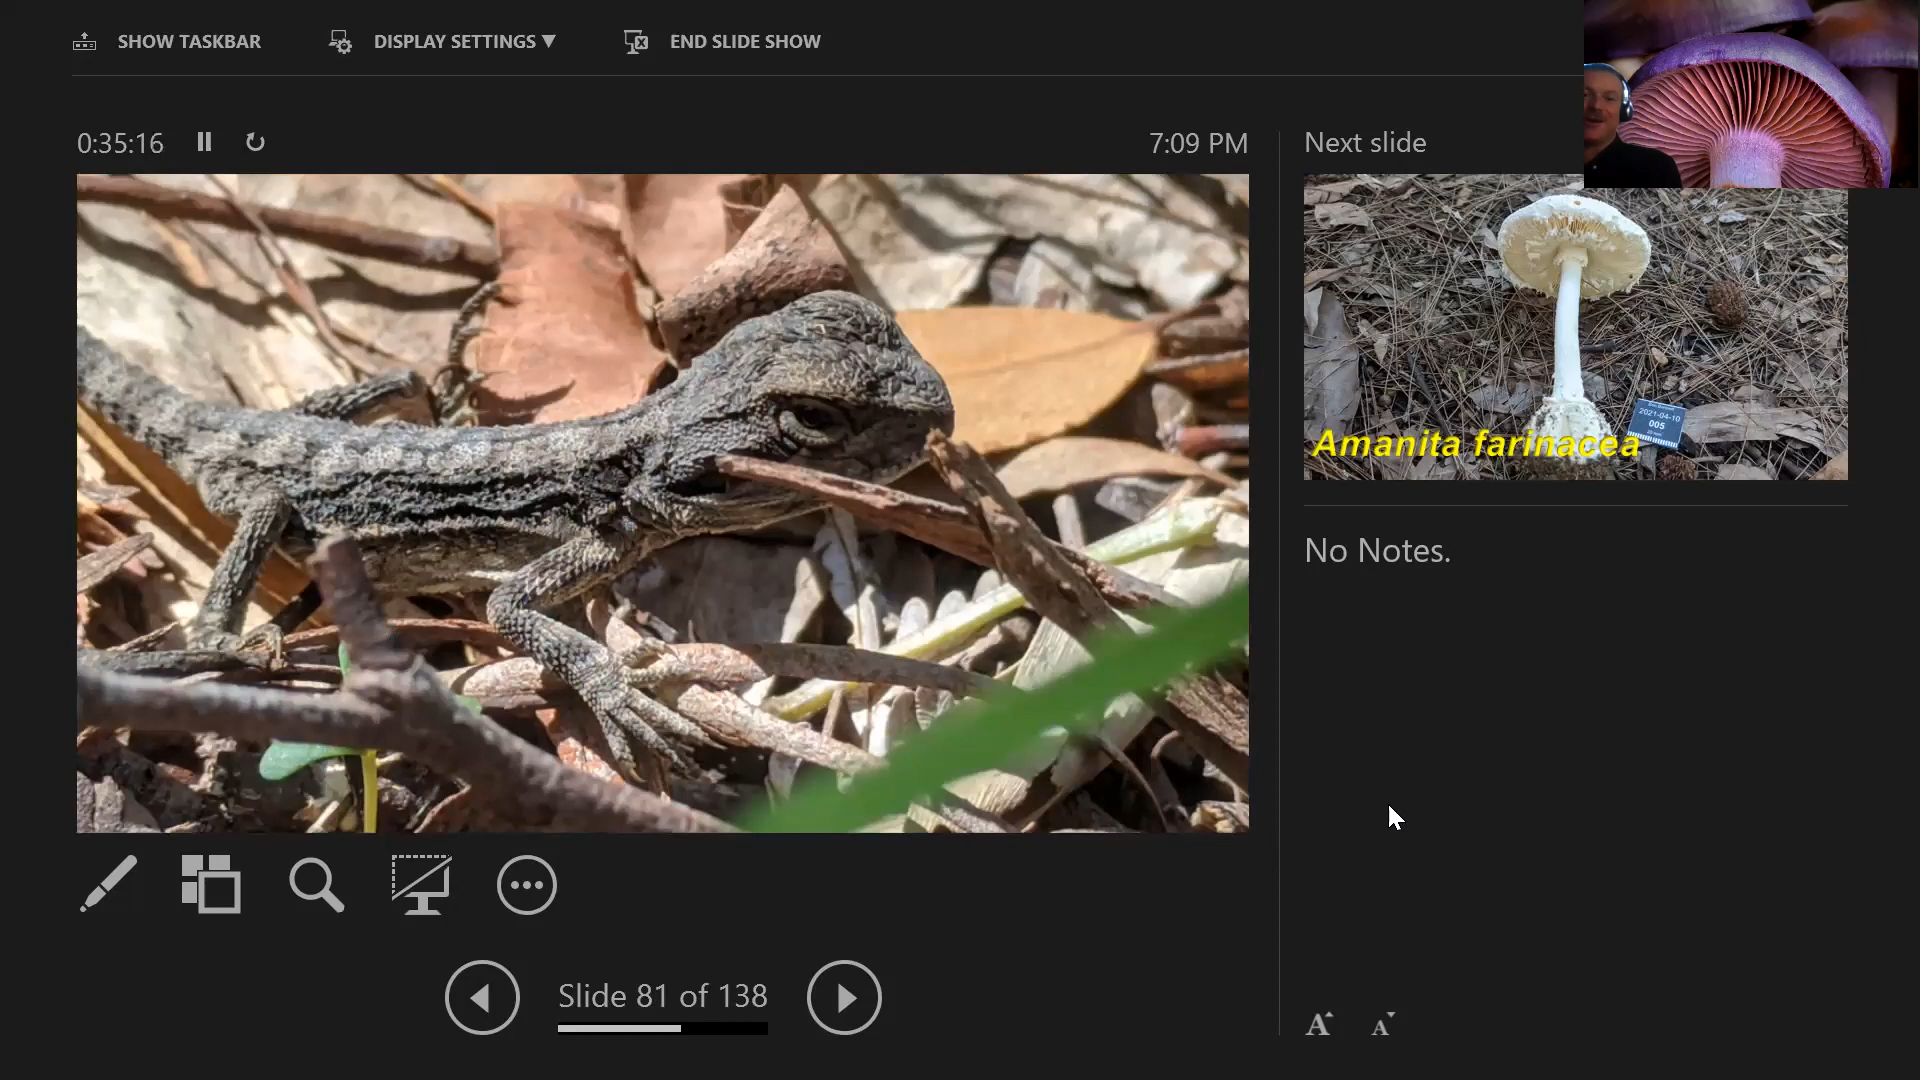 SHOW TASKBAR
DISPLAY SETTINGS ▼
END SLIDE SHOW
0:35:16
7:09 PM
Next slide
2021-04-10
005
Amanita farinacea
No Notes.
Slide 81 of 138
A
A